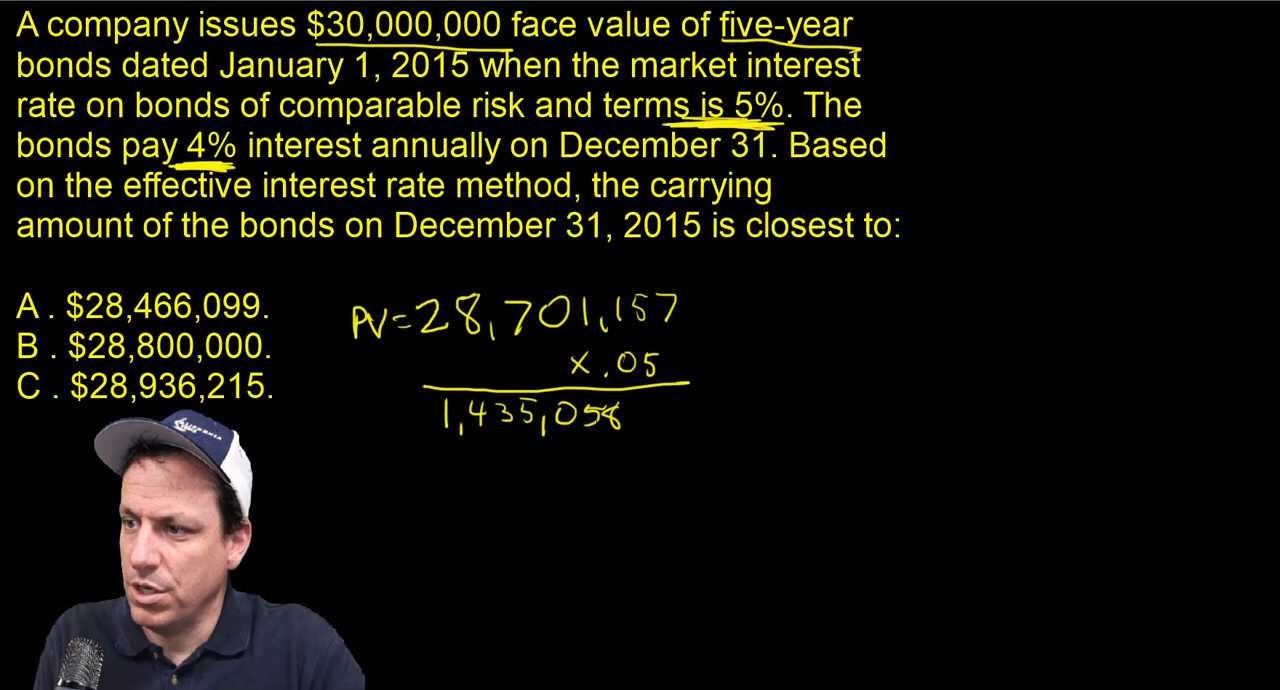 A company issues $30,000,000 face value of five-year
bonds dated January 1, 2015 when the market interest
rate on bonds of comparable risk and terms is 5%. The
bonds pay 4% interest annually on December 31. Based
on the effective interest rate method, the carrying
amount of the bonds on December 31, 2015 is closest to:
A . $28,466,099.
B . $28,800,000.
C . $28,936,215.
PV=28,701,157
x.05
1,435,058
CALIFORNIA